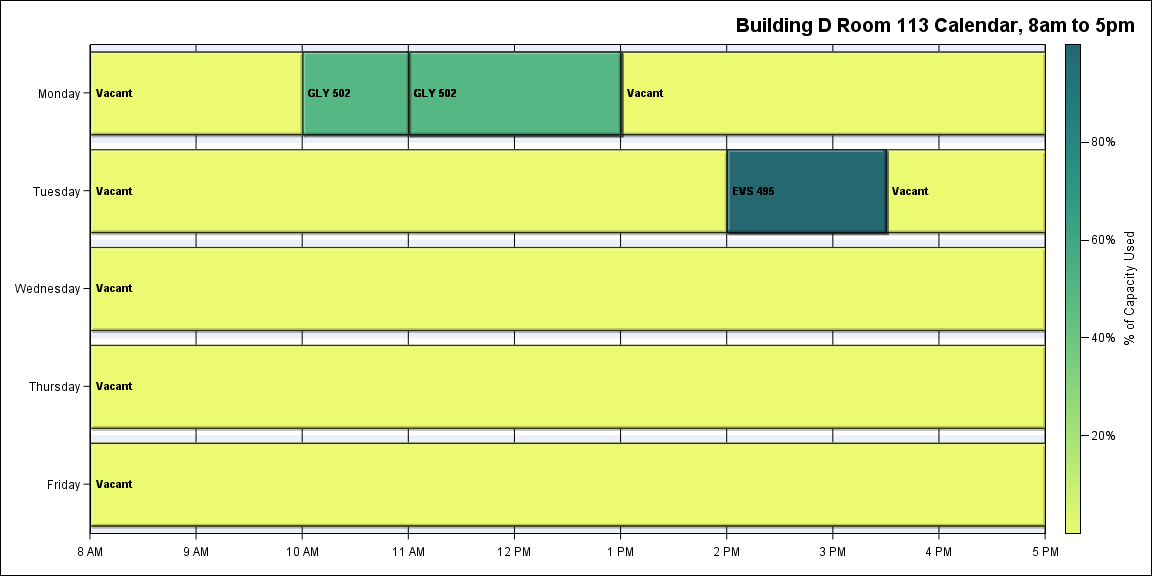 Building D Room 113 Calendar, 8am to 5pm
Monday Vacant GLY 502 GLY 502 Vacant
80%
Tuesday Vacant EVS 495 Vacant
60%
% of Capacity Used
Wednesday Vacant
40%
Thursday Vacant
20%
Friday Vacant
8 AM 9 AM 10 AM 11 AM 12 PM 1 PM 2 PM 3 PM 4 PM 5 PM